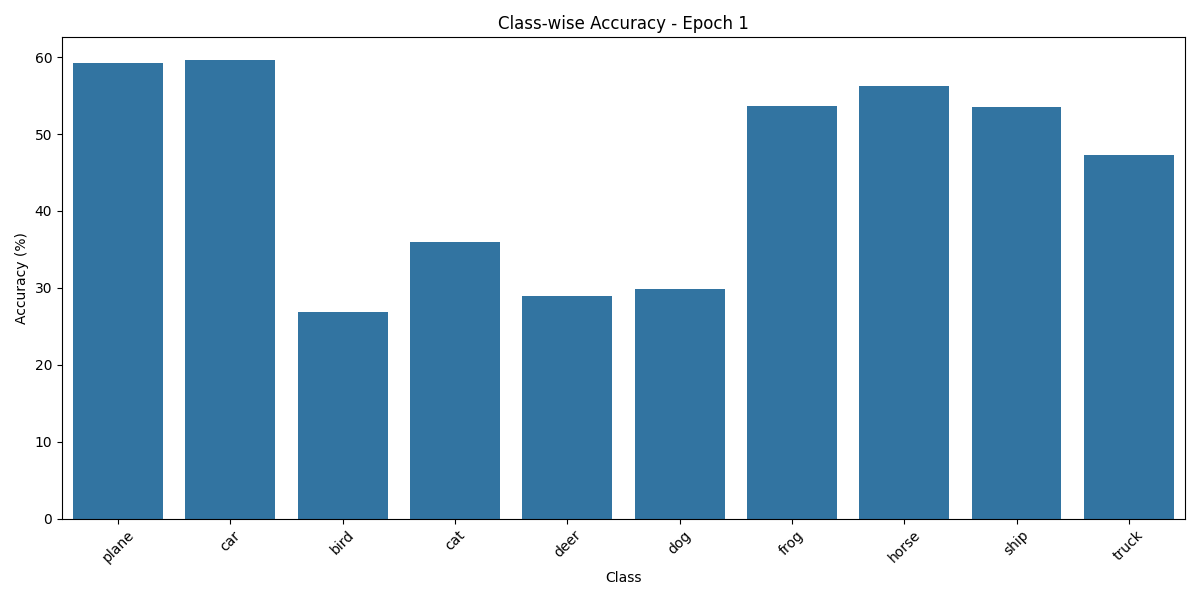 Class-wise Accuracy - Epoch 1
Accuracy (%)
60
50
40
30
20
10
0
plane
car
bird
cat
deer
dog
frog
horse
ship
truck
Class